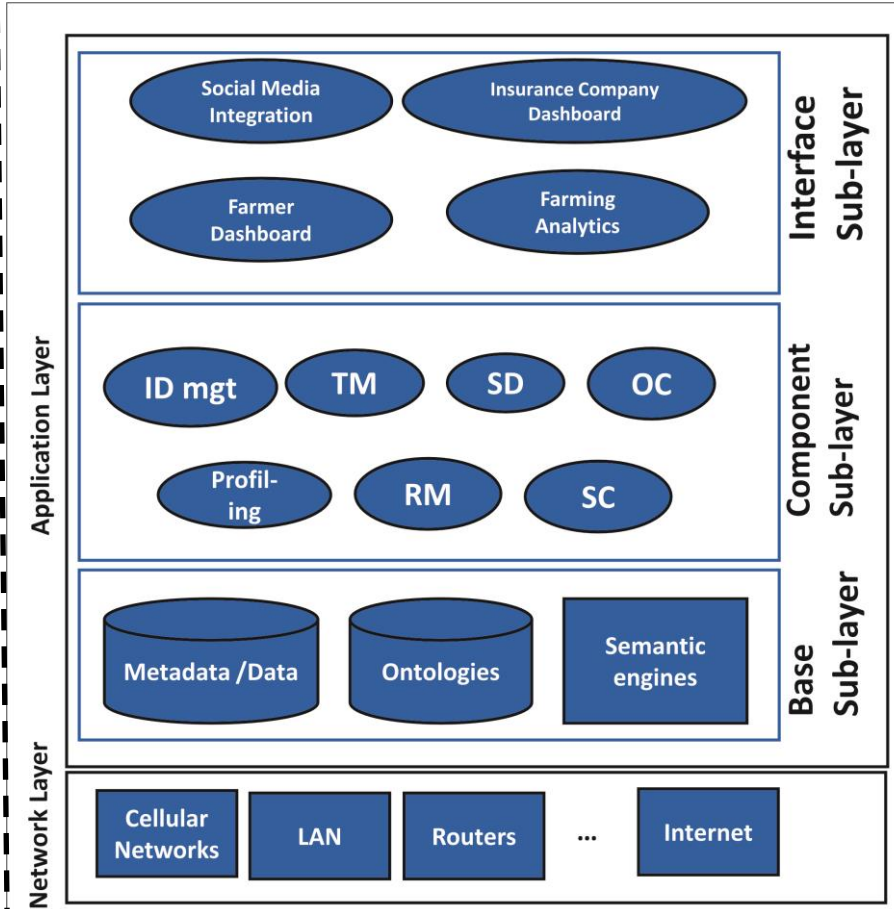 Social Media
Integration
Insurance Company
Dashboard
Farmer
Dashboard
Farming
Analytics
Interface
Sub-layer
Application Layer
ID mgt
TM
SD
OC
Profil-
ing
RM
SC
Component
Sub-layer
Metadata /Data
Ontologies
Semantic
engines
Base
Sub-layer
Network Layer
Cellular
Networks
LAN
Routers
...
Internet